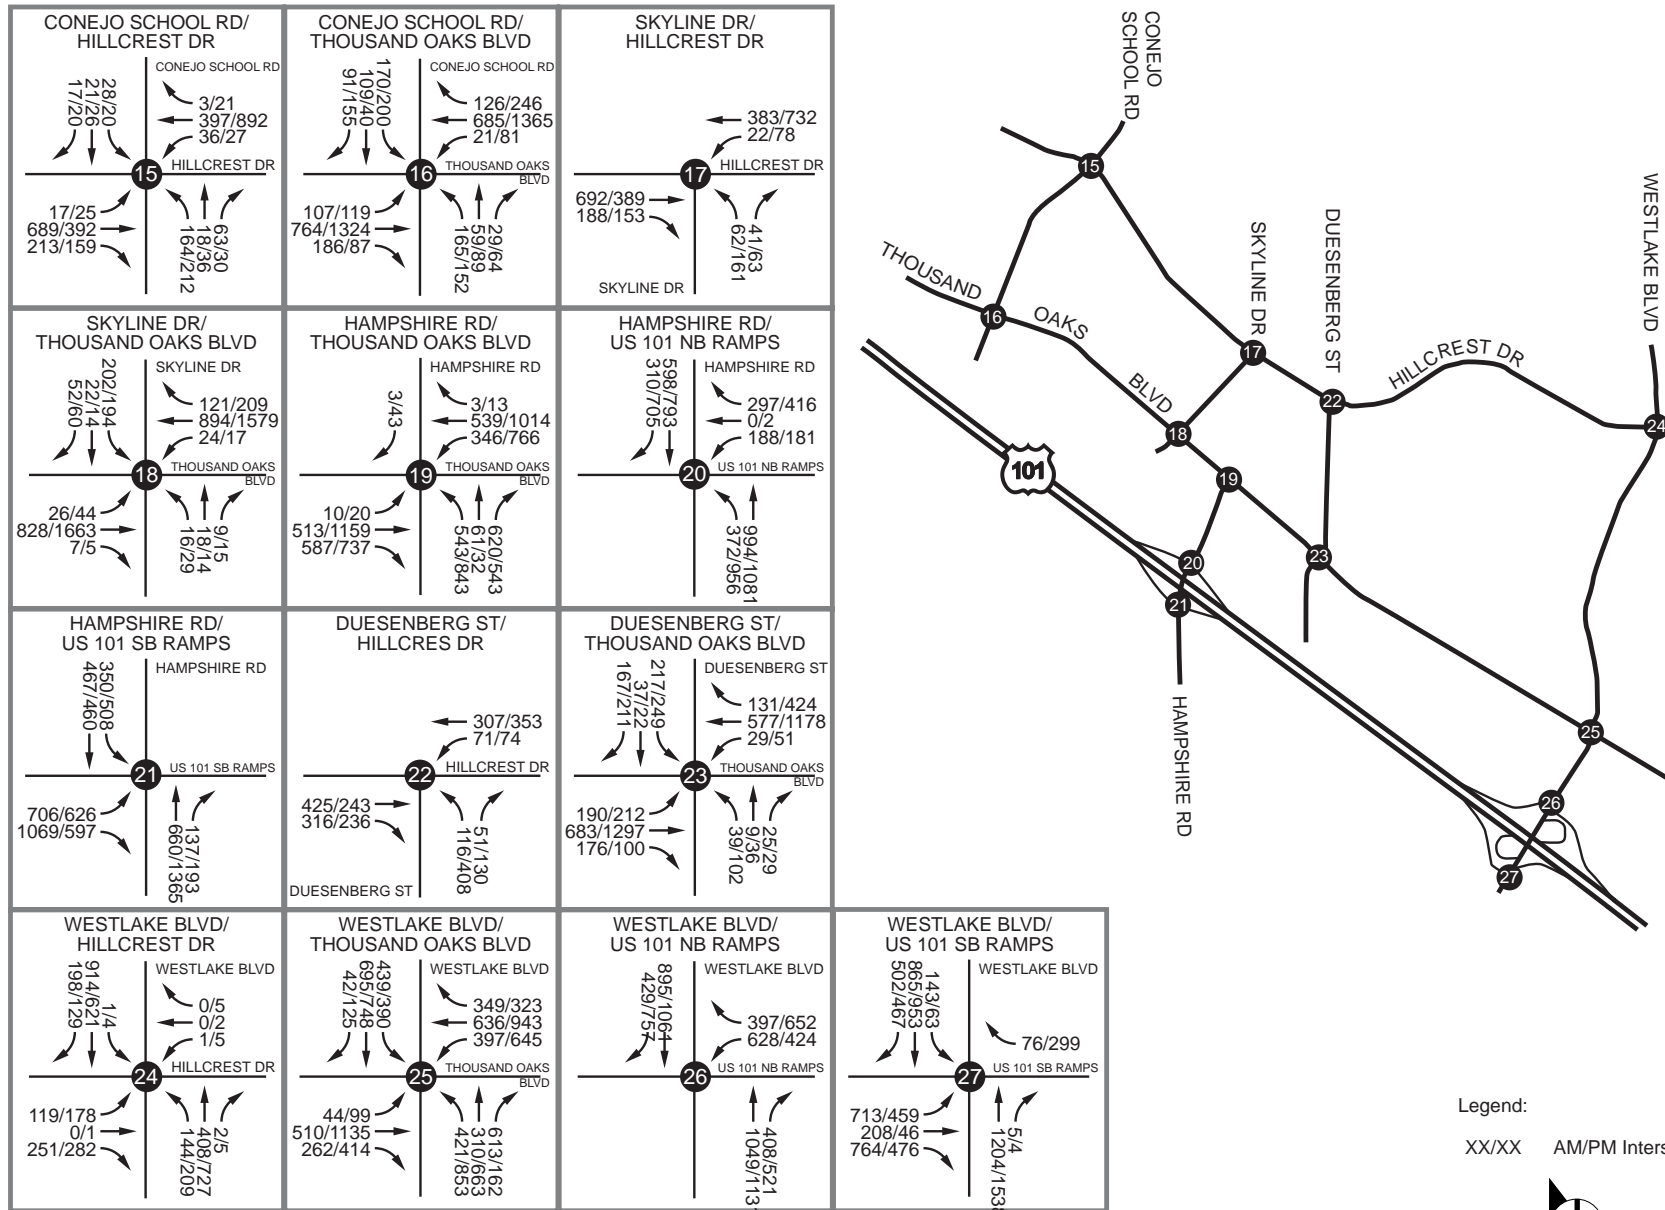 CONEJO SCHOOL RD/
HILLCREST DR
CONEJO SCHOOL RD
28/20
21/26
17/20
3/21
397/892
36/27
15
HILLCREST DR
17/25
689/392
213/159
63/30
18/36
164/212
CONEJO SCHOOL RD/
THOUSAND OAKS BLVD
CONEJO SCHOOL RD
170/200
109/40
91/155
126/246
685/1365
21/81
16
THOUSAND OAKS
BLVD
107/119
764/1324
186/87
29/64
59/89
165/152
SKYLINE DR/
HILLCREST DR
383/732
22/78
17
HILLCREST DR
692/389
188/153
41/63
62/161
SKYLINE DR
SKYLINE DR/
THOUSAND OAKS BLVD
SKYLINE DR
202/194
22/14
52/60
121/209
894/1579
24/17
18
THOUSAND OAKS
BLVD
26/44
828/1663
7/5
9/15
18/14
16/29
HAMPSHIRE RD/
THOUSAND OAKS BLVD
HAMPSHIRE RD
3/43
3/13
539/1014
346/766
19
THOUSAND OAKS
BLVD
10/20
513/1159
587/737
620/543
61/32
543/843
HAMPSHIRE RD/
US 101 NB RAMPS
HAMPSHIRE RD
598/793
310/705
297/416
0/2
188/181
20
US 101 NB RAMPS
994/1081
372/956
HAMPSHIRE RD/
US 101 SB RAMPS
HAMPSHIRE RD
350/508
467/460
21
US 101 SB RAMPS
706/626
1069/597
137/193
660/1365
DUESENBERG ST/
HILLCRES DR
307/353
71/74
22
HILLCREST DR
425/243
316/236
51/130
116/408
DUESENBERG ST
DUESENBERG ST/
THOUSAND OAKS BLVD
DUESENBERG ST
217/249
37/22
167/211
131/424
577/1178
29/51
23
THOUSAND OAKS
BLVD
190/212
683/1297
176/100
25/29
9/36
39/102
WESTLAKE BLVD/
HILLCREST DR
WESTLAKE BLVD
1/4
914/621
198/129
0/5
0/2
1/5
24
HILLCREST DR
119/178
0/1
251/282
2/5
408/727
144/209
WESTLAKE BLVD/
THOUSAND OAKS BLVD
WESTLAKE BLVD
439/390
695/748
42/125
349/323
636/943
397/645
25
THOUSAND OAKS
BLVD
44/99
510/1135
262/414
613/162
310/663
421/853
WESTLAKE BLVD/
US 101 NB RAMPS
WESTLAKE BLVD
895/1061
429/757
397/652
628/424
26
US 101 NB RAMPS
408/521
WESTLAKE BLVD/
US 101 SB RAMPS
WESTLAKE BLVD
143/63
865/953
502/467
76/299
27
US 101 SB RAMPS
713/459
208/46
764/476
5/4
1204/1538
CONEJO
SCHOOL RD
15
THOUSAND
OAKS
BLVD
16
SKYLINE DR
17
DUESENBERG ST
22
HILLCREST DR
WESTLAKE BLVD
24
18
101
19
20
21
23
HAMPSHIRE RD
25
26
27
Legend:
XX/XX AM/PM